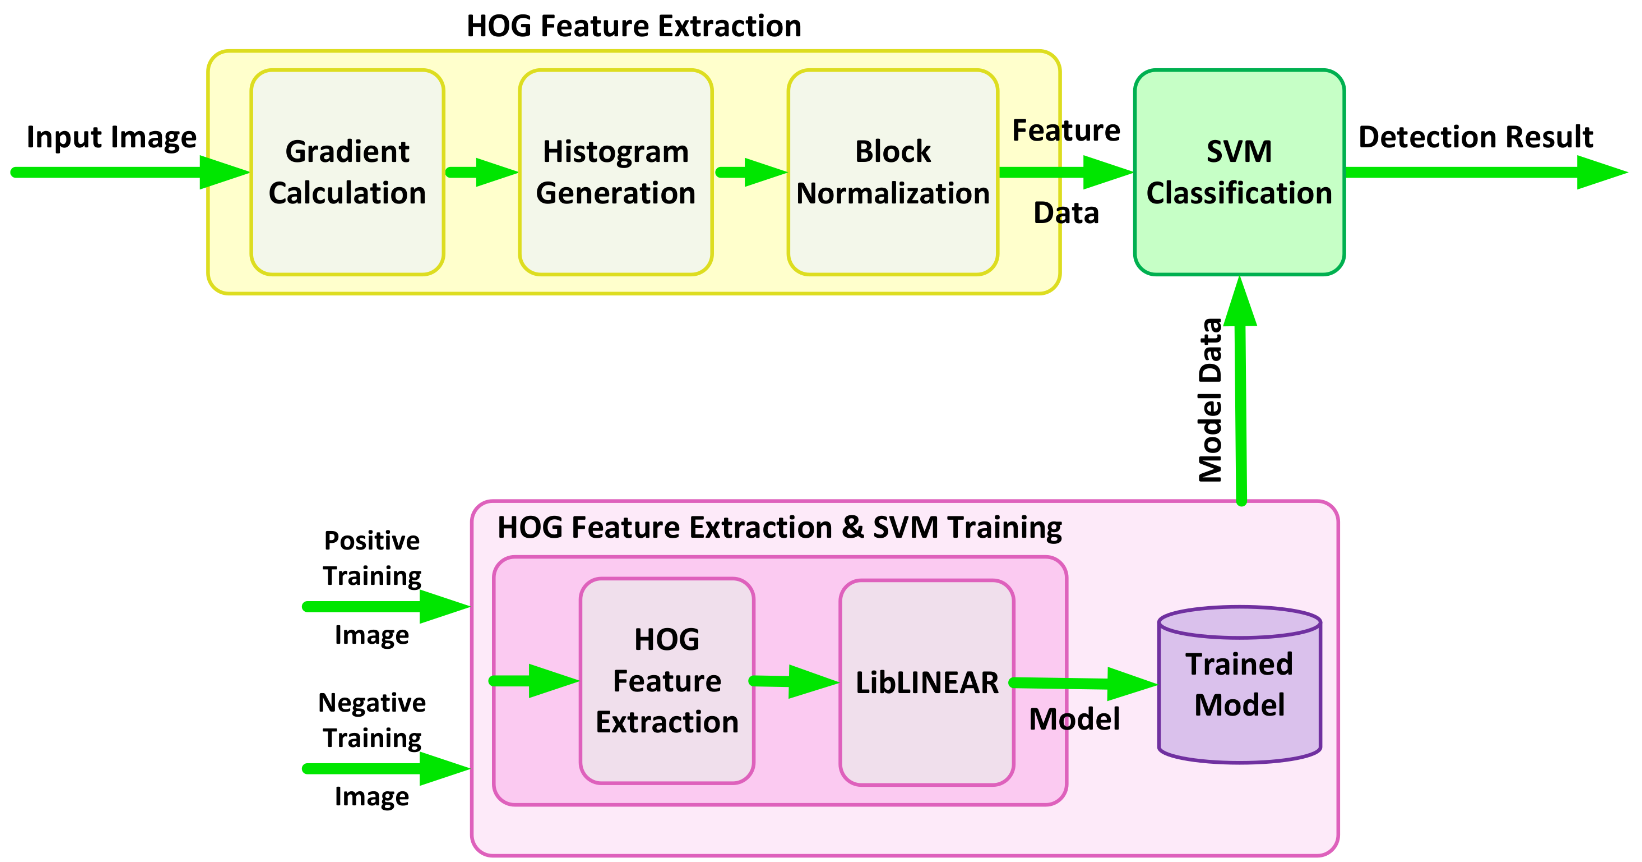 HOG Feature Extraction
Input Image
Gradient
Calculation
Histogram
Generation
Block
Normalization
Feature
Data
SVM
Classification
Detection Result
Model Data
HOG Feature Extraction & SVM Training
Positive
Training
Image
Negative
Training
Image
HOG
Feature
Extraction
LibLINEAR
Model
Trained
Model